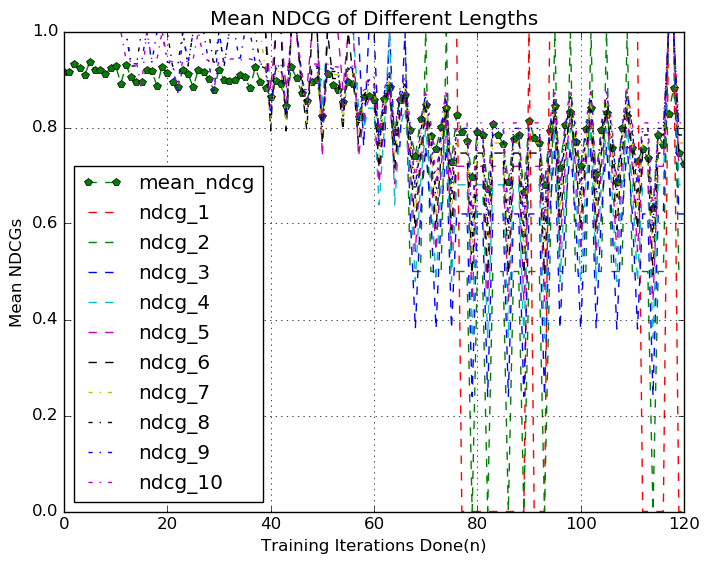 Mean NDCG of Different Lengths
1.0
0.8
0.6
0.4
0.2
0.0
Mean NDCGs
mean_ndcg
ndcg_1
ndcg_2
ndcg_3
ndcg_4
ndcg_5
ndcg_6
ndcg_7
ndcg_8
ndcg_9
ndcg_10
0 20 40 60 80 100 120
Training Iterations Done(n)